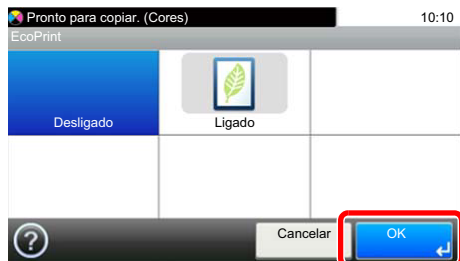 Pronto para copiar. (Cores) 10:10
EcoPrint
Desligado Ligado
? Cancelar OK